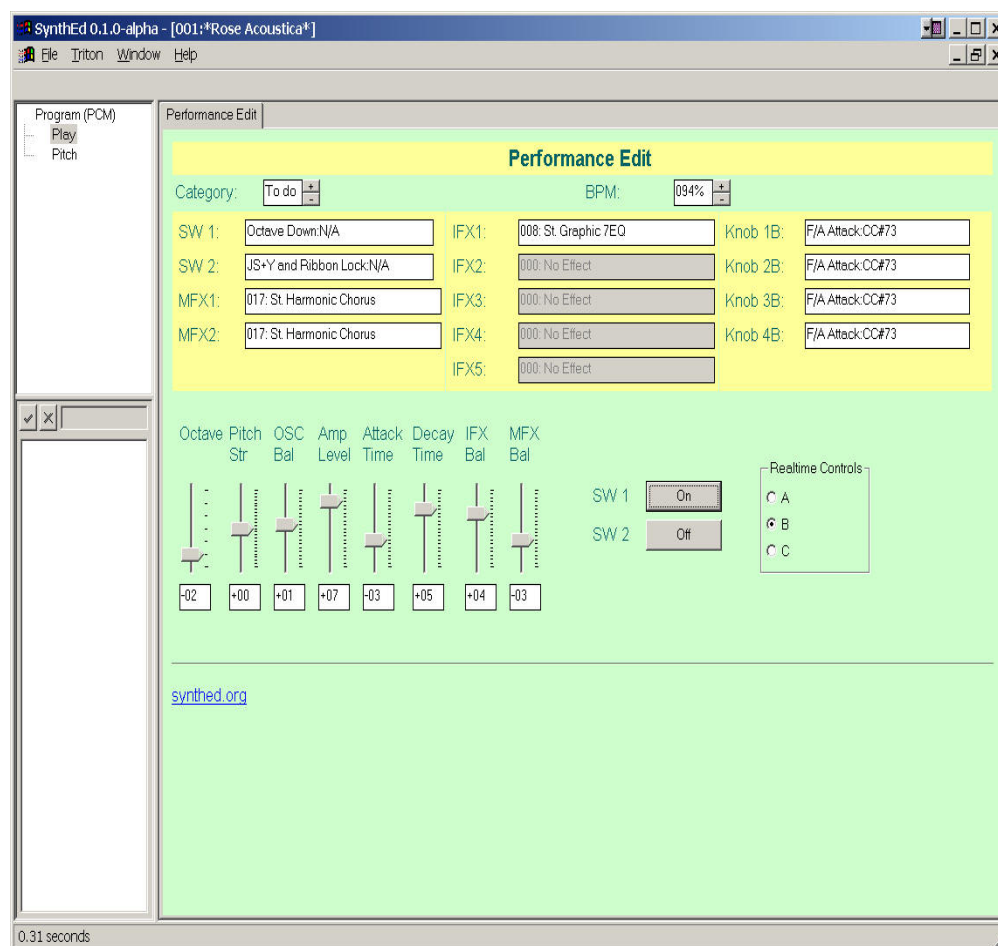 SynthEd 0.1.0-alpha - [001:*Rose Acoustica*]
File Triton Window Help
Program (PCM)
Play
Pitch
Performance Edit
Performance Edit
Category: To do + - BPM: 094% + -
SW 1: Octave Down:N/A IFX1: 008: St. Graphic 7EQ Knob 1B: F/A Attack:CC#73
SW 2: JS+Y and Ribbon Lock:N/A IFX2: 000: No Effect Knob 2B: F/A Attack:CC#73
MFX1: 017: St. Harmonic Chorus IFX3: 000: No Effect Knob 3B: F/A Attack:CC#73
MFX2: 017: St. Harmonic Chorus IFX4: 000: No Effect Knob 4B: F/A Attack:CC#73
IFX5: 000: No Effect
Octave Pitch OSC Amp Attack Decay IFX MFX
Str Bal Level Time Time Bal Bal
Realtime Controls
SW 1 On A
B
SW 2 Off
C
-02 +00 +01 +07 -03 +05 +04 -03
synthed.org
0.31 seconds